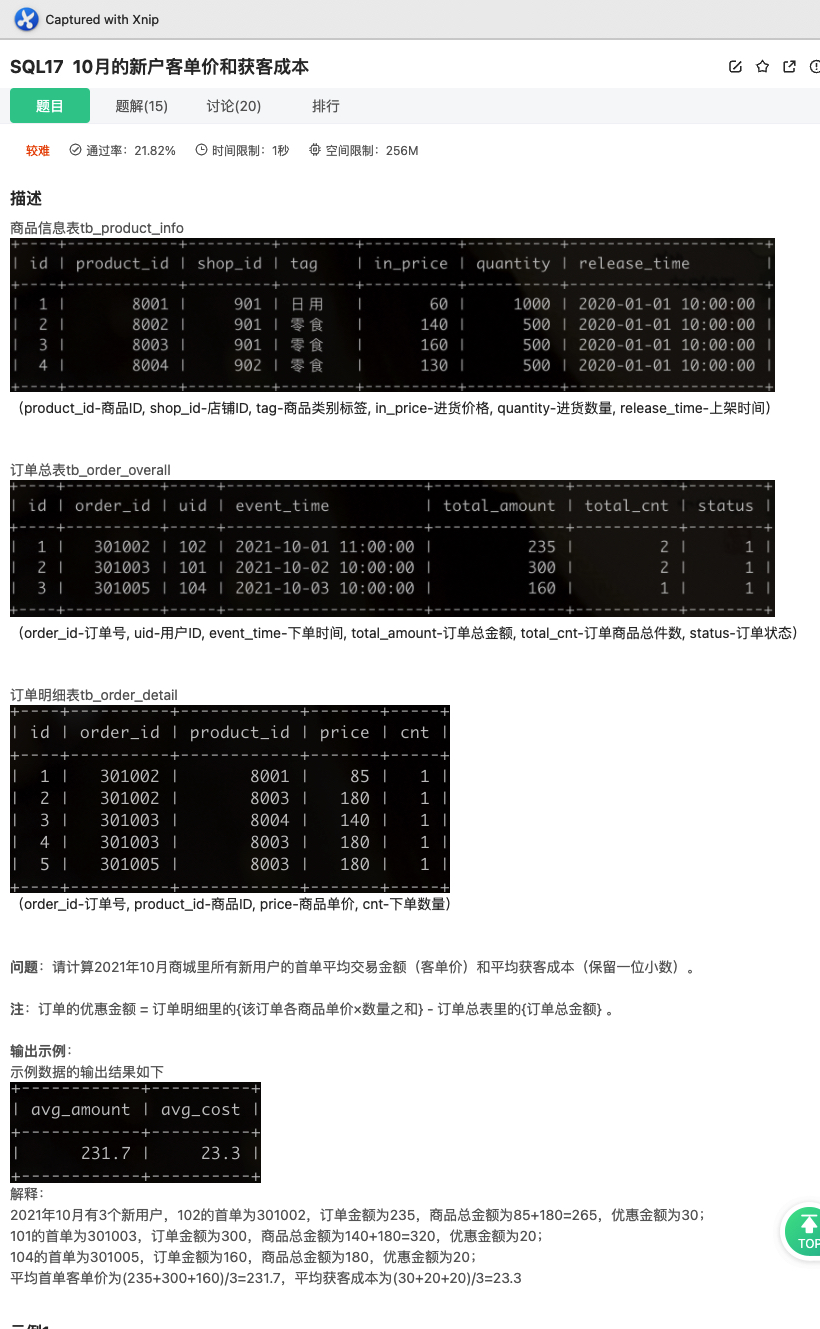 Captured with Xnip
SQL17 10月的新户客单价和获客成本
题目 题解(15) 讨论(20) 排行
较难 通过率：21.82% 时间限制：1秒 空间限制：256M
描述
商品信息表tb_product_info
| id | product_id | shop_id | tag | in_price | quantity | release_time |
| 1 | 8001 | 901 | 日用 | 60 | 1000 | 2020-01-01 10:00:00 |
| 2 | 8002 | 901 | 零食 | 140 | 500 | 2020-01-01 10:00:00 |
| 3 | 8003 | 901 | 零食 | 160 | 500 | 2020-01-01 10:00:00 |
| 4 | 8004 | 902 | 零食 | 130 | 500 | 2020-01-01 10:00:00 |
（product_id-商品ID, shop_id-店铺ID, tag-商品类别标签, in_price-进货价格, quantity-进货数量, release_time-上架时间）
订单总表tb_order_overall
| id | order_id | uid | event_time | total_amount | total_cnt | status |
| 1 | 301002 | 102 | 2021-10-01 11:00:00 | 235 | 2 | 1 |
| 2 | 301003 | 101 | 2021-10-02 10:00:00 | 300 | 2 | 1 |
| 3 | 301005 | 104 | 2021-10-03 10:00:00 | 160 | 1 | 1 |
（order_id-订单号, uid-用户ID, event_time-下单时间, total_amount-订单总金额, total_cnt-订单商品总件数, status-订单状态）
订单明细表tb_order_detail
| id | order_id | product_id | price | cnt |
| 1 | 301002 | 8001 | 85 | 1 |
| 2 | 301002 | 8003 | 180 | 1 |
| 3 | 301003 | 8004 | 140 | 1 |
| 4 | 301003 | 8003 | 180 | 1 |
| 5 | 301005 | 8003 | 180 | 1 |
（order_id-订单号, product_id-商品ID, price-商品单价, cnt-下单数量）
问题：请计算2021年10月商城里所有新用户的首单平均交易金额（客单价）和平均获客成本（保留一位小数）。
注：订单的优惠金额 = 订单明细里的{该订单各商品单价×数量之和} - 订单总表里的{订单总金额} 。
输出示例：
示例数据的输出结果如下
| avg_amount | avg_cost |
| 231.7 | 23.3 |
解释：
2021年10月有3个新用户，102的首单为301002，订单金额为235，商品总金额为85+180=265，优惠金额为30；
101的首单为301003，订单金额为300，商品总金额为140+180=320，优惠金额为20；
104的首单为301005，订单金额为160，商品总金额为180，优惠金额为20；
平均首单客单价为(235+300+160)/3=231.7，平均获客成本为(30+20+20)/3=23.3
TOP